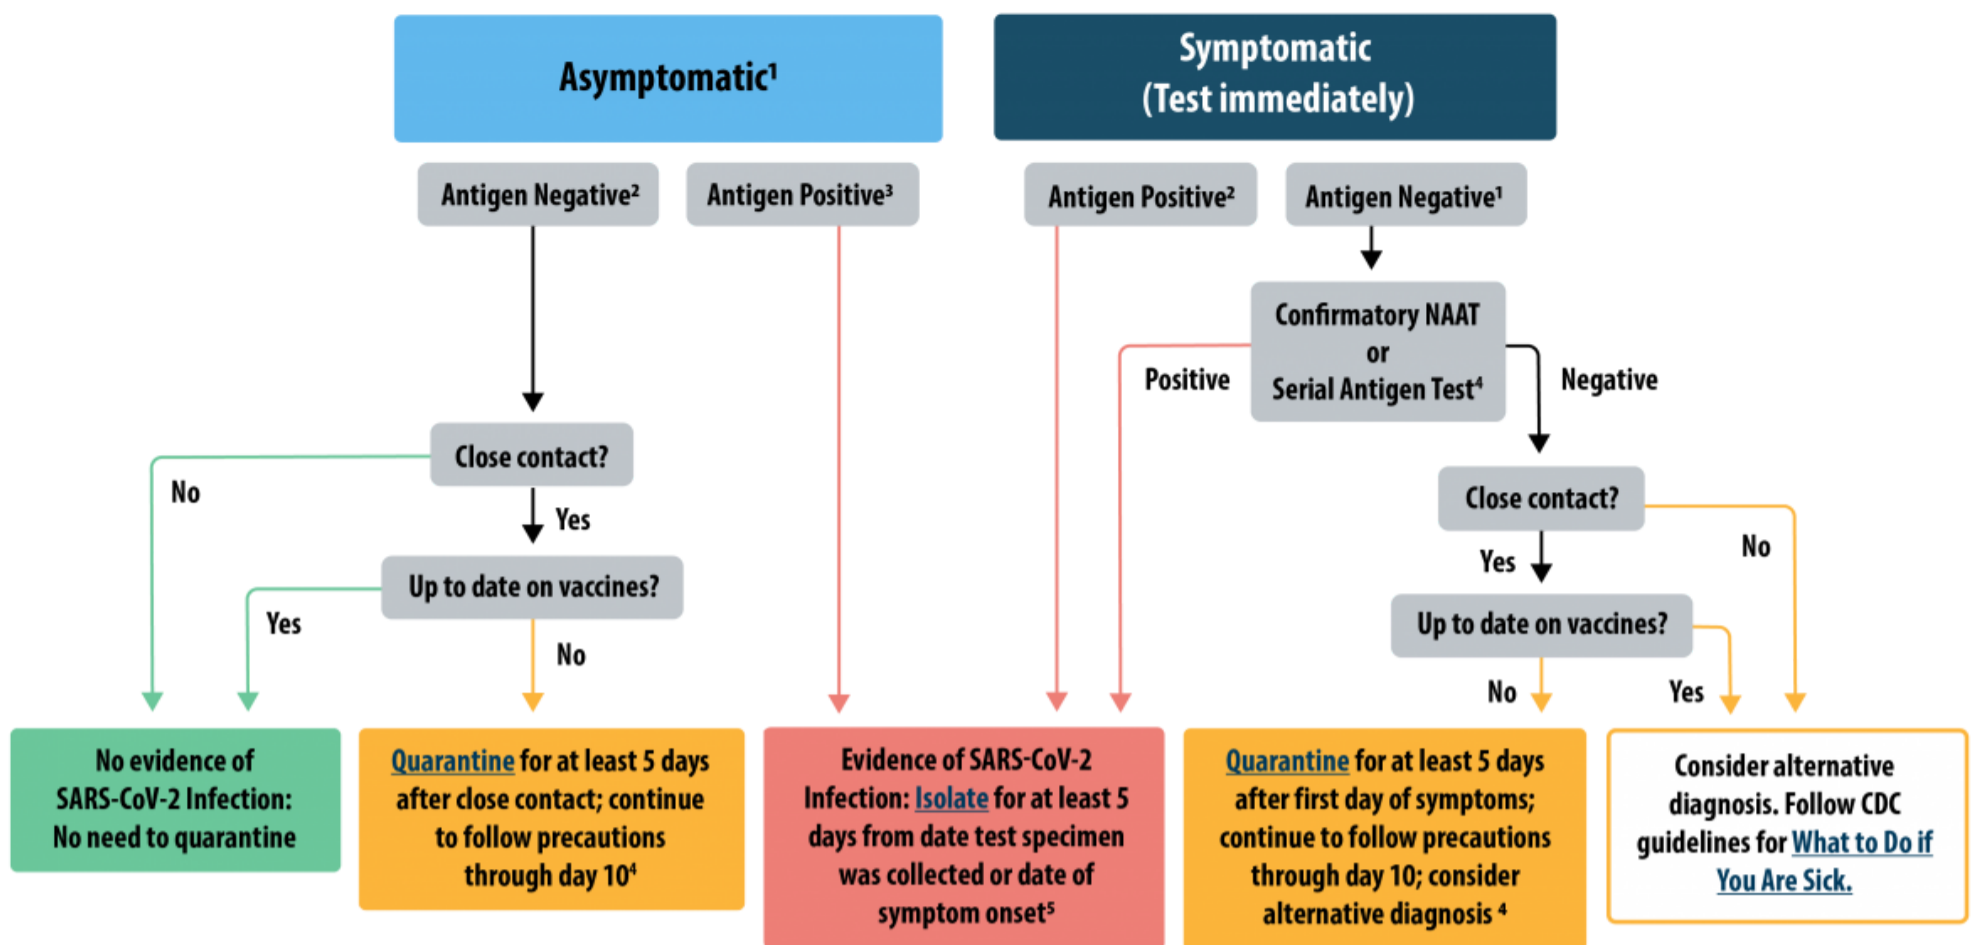 Asymptomatic¹
Symptomatic
(Test immediately)
Antigen Negative²
Antigen Positive³
Antigen Positive²
Antigen Negative¹
Confirmatory NAAT
or
Serial Antigen Test⁴
Positive
Negative
Close contact?
No
Yes
Close contact?
Yes
No
Up to date on vaccines?
Yes
No
Up to date on vaccines?
No
Yes
No evidence of
SARS-CoV-2 Infection:
No need to quarantine
Quarantine for at least 5 days
after close contact; continue
to follow precautions
through day 10⁴
Evidence of SARS-CoV-2
Infection: Isolate for at least 5
days from date test specimen
was collected or date of
symptom onset⁵
Quarantine for at least 5 days
after first day of symptoms;
continue to follow precautions
through day 10; consider
alternative diagnosis ⁴
Consider alternative
diagnosis. Follow CDC
guidelines for What to Do if
You Are Sick.